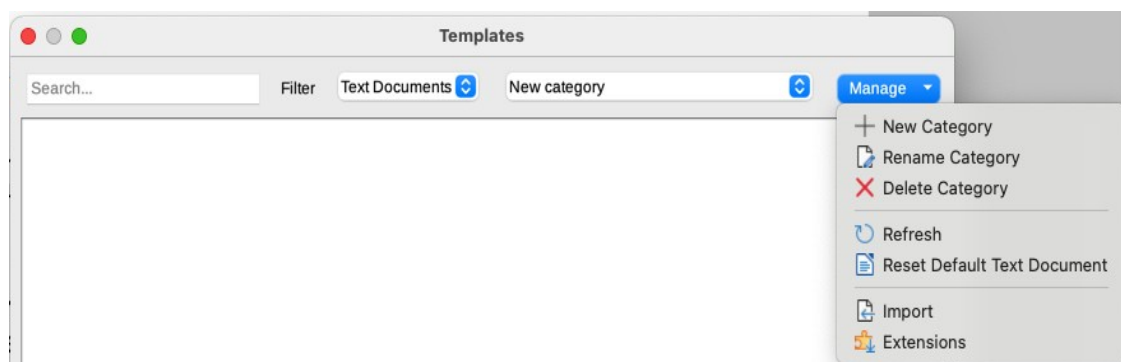 Templates
Search...
Filter
Text Documents
New category
Manage
New Category
Rename Category
Delete Category
Refresh
Reset Default Text Document
Import
Extensions